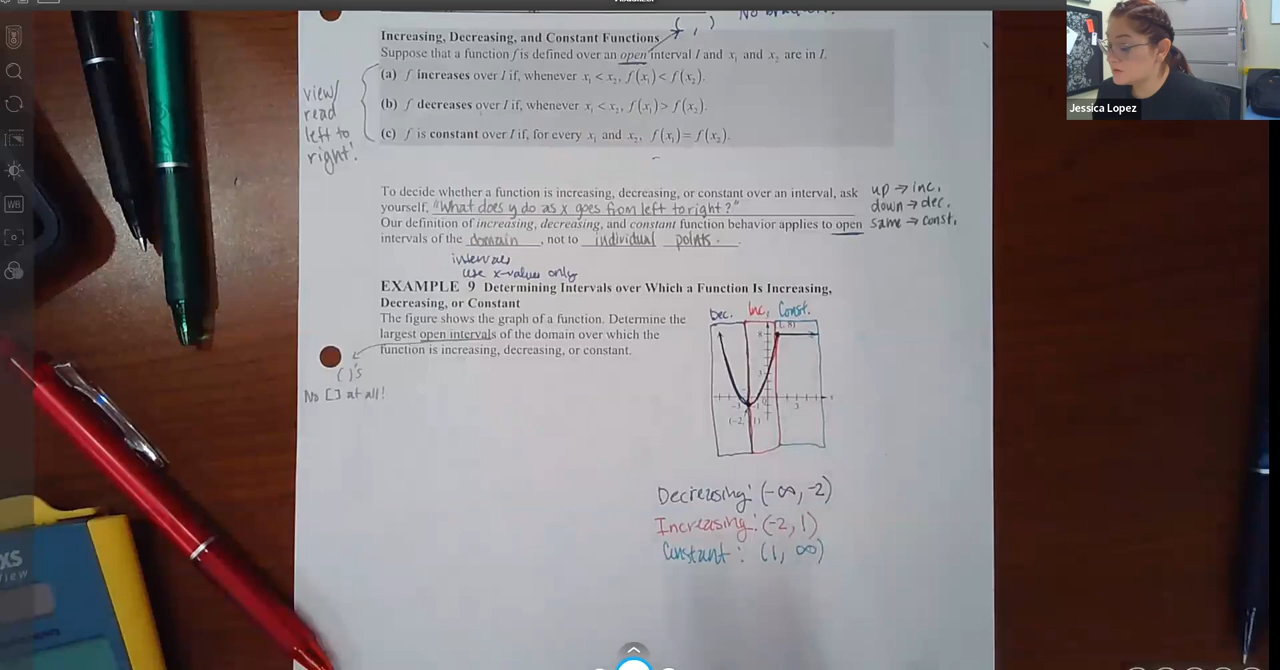 ( , )
Increasing, Decreasing, and Constant Functions
Suppose that a function f is defined over an open interval I and x₁ and x₂ are in I.
(a) f increases over I if, whenever x₁ < x₂, f(x₁) < f(x₂).
(b) f decreases over I if, whenever x₁ < x₂, f(x₁) > f(x₂).
(c) f is constant over I if, for every x₁ and x₂, f(x₁) = f(x₂).
view/
read
left to
right!
Jessica Lopez
To decide whether a function is increasing, decreasing, or constant over an interval, ask
yourself, "What does y do as x goes from left to right?"
Our definition of increasing, decreasing, and constant function behavior applies to open
intervals of the domain, not to individual points.
up → inc.
down → dec.
same → const.
intervals
use x-values only
EXAMPLE 9 Determining Intervals over Which a Function Is Increasing,
Decreasing, or Constant
The figure shows the graph of a function. Determine the
largest open intervals of the domain over which the
function is increasing, decreasing, or constant.
( )'s
No [ ] at all!
Dec. Inc. Const.
8
3
3
Decreasing: (-∞, -2)
Increasing: (-2, 1)
Constant: (1, ∞)
WB
XS
View